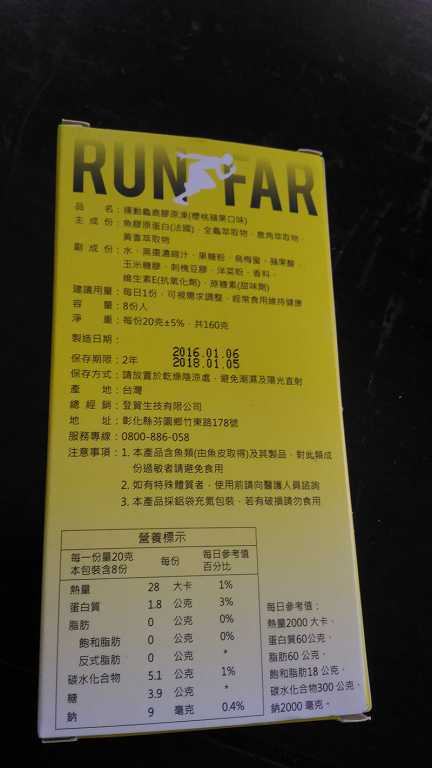 RUN FAR
品 名：運動龜鹿膠原凍(櫻桃蘋果口味)
主 成 份：魚膠原蛋白(法國)、全龜萃取物、鹿角萃取物、
黃耆萃取物
副 成 份：水、黑棗濃縮汁、果糖粉、烏梅蜜、蘋果酸、
玉米糖膠、刺槐豆膠、洋菜粉、香料、
維生素E(抗氧化劑)、蔗糖素(甜味劑)
建議用量：每日1份，可視需求調整，經常食用維持健康
容 量：8份入
淨 重：每份20克±5%，共160克
製造日期：
2016.01.06
2018.01.05
保存期限：2年
保存方式：請放置於乾燥陰涼處，避免潮濕及陽光直射
產 地：台灣
總 經 銷：登賀生技有限公司
地 址：彰化縣芬園鄉竹東路178號
服務專線：0800-886-058
注意事項：1. 本產品含魚類(由魚皮取得)及其製品，對此類成
份過敏者請避免食用
2. 如有特殊體質者，使用前請向醫護人員諮詢
3. 本產品採鋁袋充氮包裝，若有破損請勿食用
營養標示
每一份量20克
本包裝含8份
每份
每日參考值
百分比
熱量 28 大卡 1%
蛋白質 1.8 公克 3%
脂肪 0 公克 0%
飽和脂肪 0 公克 0%
反式脂肪 0 公克 *
碳水化合物 5.1 公克 1%
糖 3.9 公克 *
鈉 9 毫克 0.4%
每日參考值：
熱量2000 大卡、
蛋白質60公克、
脂肪60 公克、
飽和脂肪18 公克、
碳水化合物300 公克、
鈉2000 毫克。